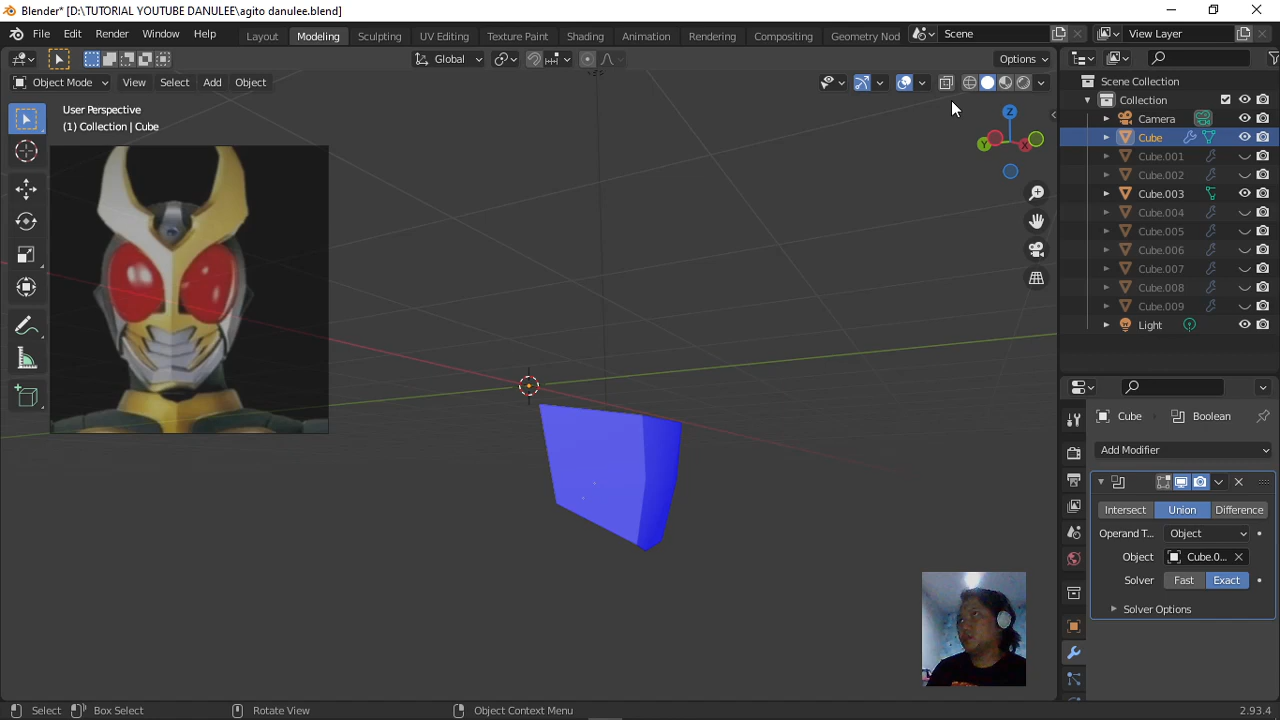 Blender* [D:\TUTORIAL YOUTUBE DANULEE\agito danulee.blend]
File Edit Render Window Help Layout Modeling Sculpting UV Editing Texture Paint Shading Animation Rendering Compositing Geometry Nod Scene View Layer
Global Options
Object Mode View Select Add Object
User Perspective
(1) Collection | Cube
Z
Y
X
Scene Collection
Collection
Camera
Cube
Cube.001
Cube.002
Cube.003
Cube.004
Cube.005
Cube.006
Cube.007
Cube.008
Cube.009
Light
Cube Boolean
Add Modifier
Intersect Union Difference
Operand T... Object
Object Cube.0...
Solver Fast Exact
Solver Options
Select Box Select Rotate View Object Context Menu 2.93.4